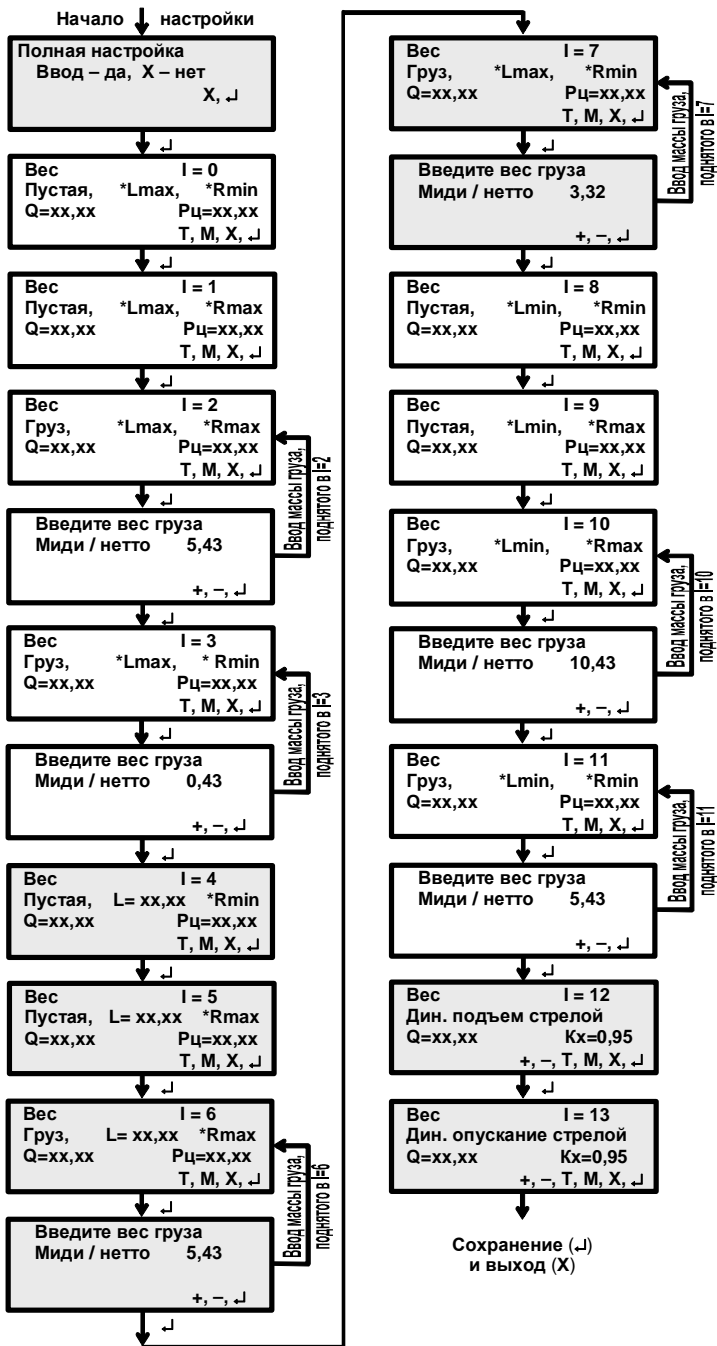 Начало настройки
Полная настройка
Ввод – да, X – нет
X, ↵
↵
Вес I = 0
Пустая, *Lmax, *Rmin
Q=xx,xx Рц=xx,xx
T, M, X, ↵
↵
Вес I = 1
Пустая, *Lmax, *Rmax
Q=xx,xx Рц=xx,xx
T, M, X, ↵
↵
Вес I = 2
Груз, *Lmax, *Rmax
Q=xx,xx Рц=xx,xx
T, M, X, ↵
↵
Введите вес груза
Миди / нетто 5,43
+, –, ↵
Ввод массы груза,
поднятого в I=2
↵
Вес I = 3
Груз, *Lmax, * Rmin
Q=xx,xx Рц=xx,xx
T, M, X, ↵
↵
Введите вес груза
Миди / нетто 0,43
+, –, ↵
Ввод массы груза,
поднятого в I=3
↵
Вес I = 4
Пустая, L= xx,xx *Rmin
Q=xx,xx Рц=xx,xx
T, M, X, ↵
↵
Вес I = 5
Пустая, L= xx,xx *Rmax
Q=xx,xx Рц=xx,xx
T, M, X, ↵
↵
Вес I = 6
Груз, L= xx,xx *Rmax
Q=xx,xx Рц=xx,xx
T, M, X, ↵
↵
Введите вес груза
Миди / нетто 5,43
+, –, ↵
Ввод массы груза,
поднятого в I=6
↵
Вес I = 7
Груз, *Lmax, *Rmin
Q=xx,xx Рц=xx,xx
T, M, X, ↵
↵
Введите вес груза
Миди / нетто 3,32
+, –, ↵
Ввод массы груза,
поднятого в I=7
↵
Вес I = 8
Пустая, *Lmin, *Rmin
Q=xx,xx Рц=xx,xx
T, M, X, ↵
↵
Вес I = 9
Пустая, *Lmin, *Rmax
Q=xx,xx Рц=xx,xx
T, M, X, ↵
↵
Вес I = 10
Груз, *Lmin, *Rmax
Q=xx,xx Рц=xx,xx
T, M, X, ↵
↵
Введите вес груза
Миди / нетто 10,43
+, –, ↵
Ввод массы груза,
поднятого в I=10
↵
Вес I = 11
Груз, *Lmin, *Rmin
Q=xx,xx Рц=xx,xx
T, M, X, ↵
↵
Введите вес груза
Миди / нетто 5,43
+, –, ↵
Ввод массы груза,
поднятого в I=11
↵
Вес I = 12
Дин. подъем стрелой
Q=xx,xx Кх=0,95
+, –, T, M, X, ↵
↵
Вес I = 13
Дин. опускание стрелой
Q=xx,xx Кх=0,95
+, –, T, M, X, ↵
Сохранение (↵)
и выход (X)